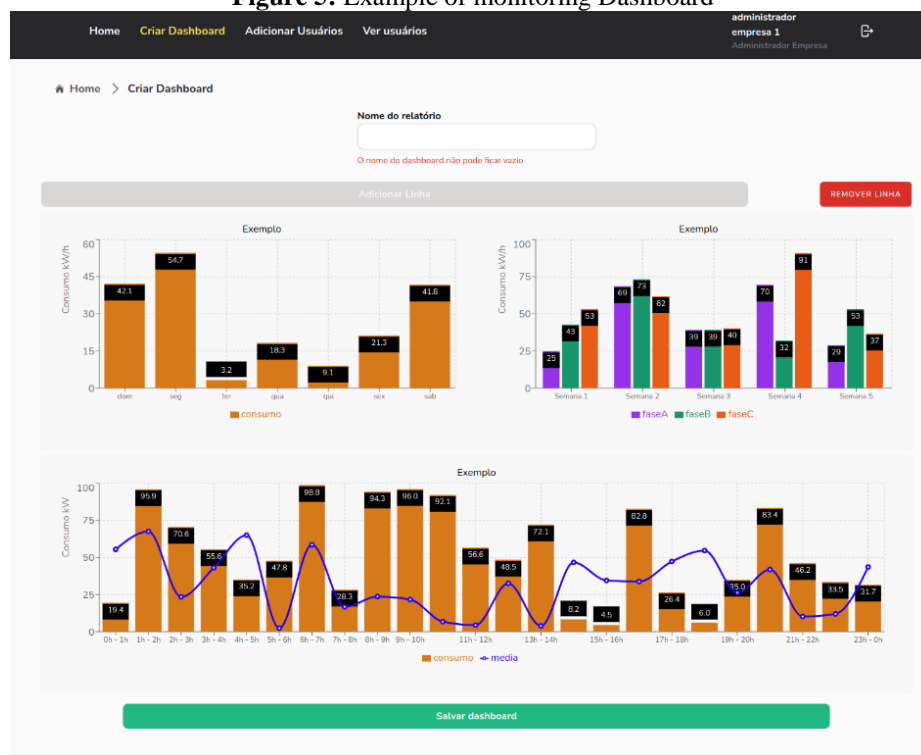 Figure 5: Example of monitoring Dashboard
Home Criar Dashboard Adicionar Usuários Ver usuários
administrador
empresa 1
Administrador Empresa
Home > Criar Dashboard
Nome do relatório
O nome do dashboard não pode ficar vazio
Adicionar Linha
REMOVER LINHA
Exemplo
Consumo kW/h
60
45
30
15
0
42.1
54.7
3.2
18.3
9.1
21.3
41.8
dom seg ter qua qui sex sab
consumo
Exemplo
Consumo kW/h
100
75
50
25
0
25 43 53
69 73 62
39 39 40
70 32 91
29 53 37
Semana 1 Semana 2 Semana 3 Semana 4 Semana 5
faseA faseB faseC
Exemplo
Consumo kW
100
75
50
25
0
19.4 95.9 70.6 55.6 35.2 47.8 98.8 28.3 94.3 96.0 92.1 56.6 48.5 72.1 8.2 4.5 82.8 26.4 6.0 35.0 83.4 46.2 33.5 31.7
0h - 1h 1h - 2h 2h - 3h 3h - 4h 4h - 5h 5h - 6h 6h - 7h 7h - 8h 8h - 9h 9h - 10h 11h - 12h 13h - 14h 15h - 16h 17h - 18h 19h - 20h 21h - 22h 23h - 0h
consumo media
Salvar dashboard